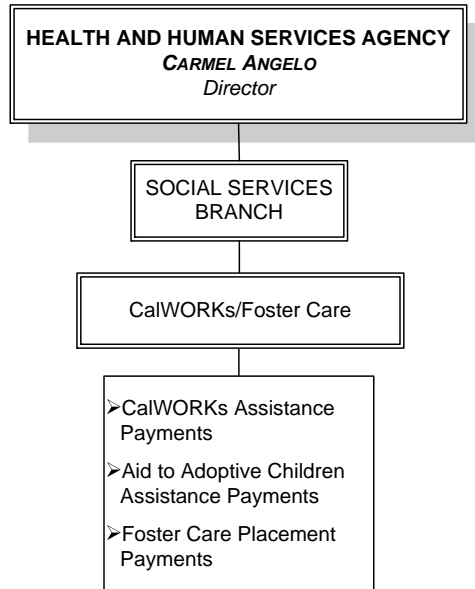 HEALTH AND HUMAN SERVICES AGENCY
CARMEL ANGELO
Director
SOCIAL SERVICES
BRANCH
CalWORKs/Foster Care
➢CalWORKs Assistance
Payments
➢Aid to Adoptive Children
Assistance Payments
➢Foster Care Placement
Payments